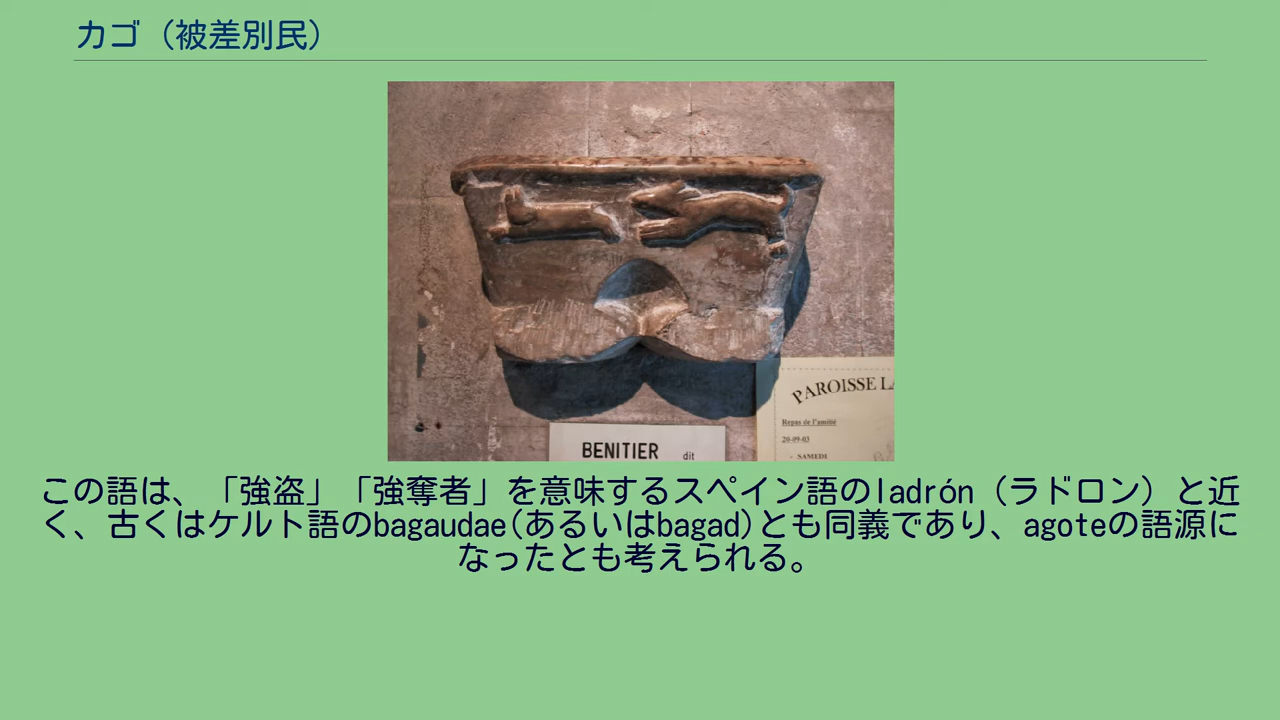 カゴ（被差別民）
PAROISSE LA
Repas de l'amitié
20-09-03
- SAMEDI
BENITIER dit
この語は、「強盗」「強奪者」を意味するスペイン語のladrón（ラドロン）と近
く、古くはケルト語のbagaudae(あるいはbagad)とも同義であり、agoteの語源に
なったとも考えられる。